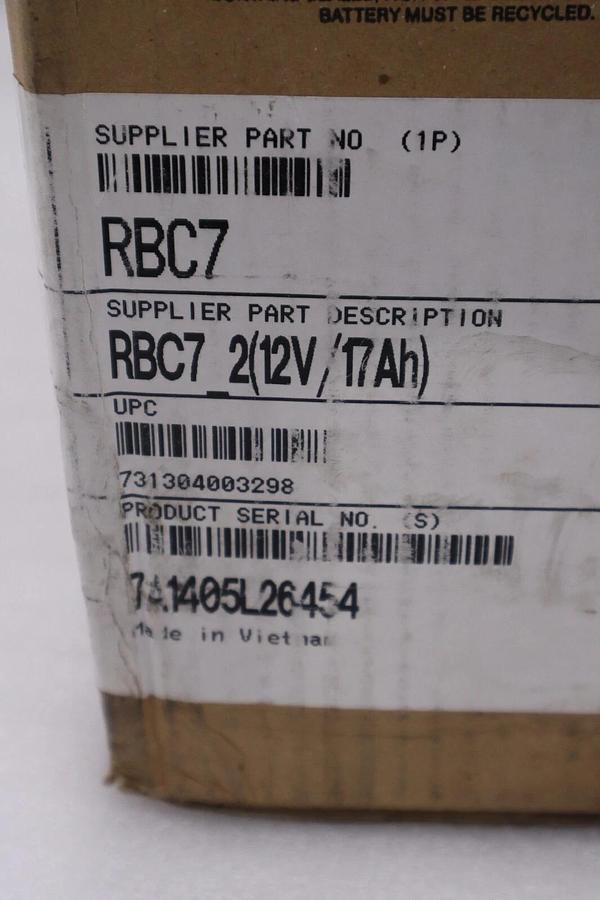 BATTERY MUST BE RECYCLED.
SUPPLIER PART NO (1P)
RBC7
SUPPLIER PART DESCRIPTION
RBC7_2(12V/17Ah)
UPC
731304003298
PRODUCT SERIAL NO. (S)
7A1405L26454
Made in Vietnam